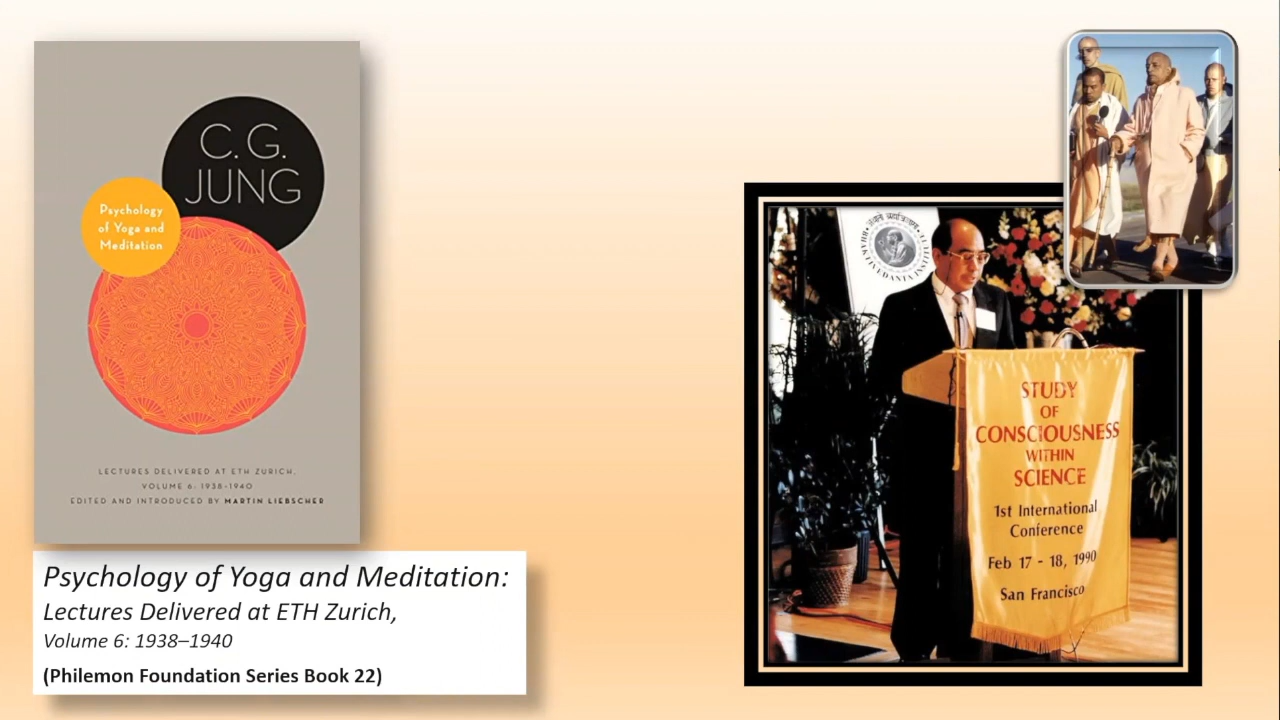 C. G.
JUNG
Psychology
of Yoga and
Meditation
LECTURES DELIVERED AT ETH ZURICH,
VOLUME 6: 1938–1940
EDITED AND INTRODUCED BY MARTIN LIEBSCHER
Psychology of Yoga and Meditation:
Lectures Delivered at ETH Zurich,
Volume 6: 1938–1940
(Philemon Foundation Series Book 22)
BHAKTIVEDANTA INSTITUTE
STUDY
OF
CONSCIOUSNESS
WITHIN
SCIENCE
1st International
Conference
Feb 17 - 18, 1990
San Francisco